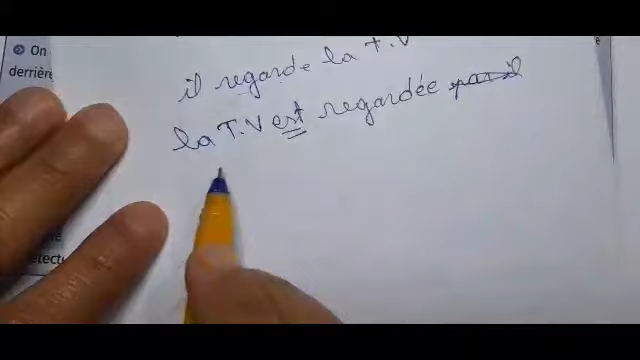 On
derrière
il regarde la T.V
la T.V est regardée par il